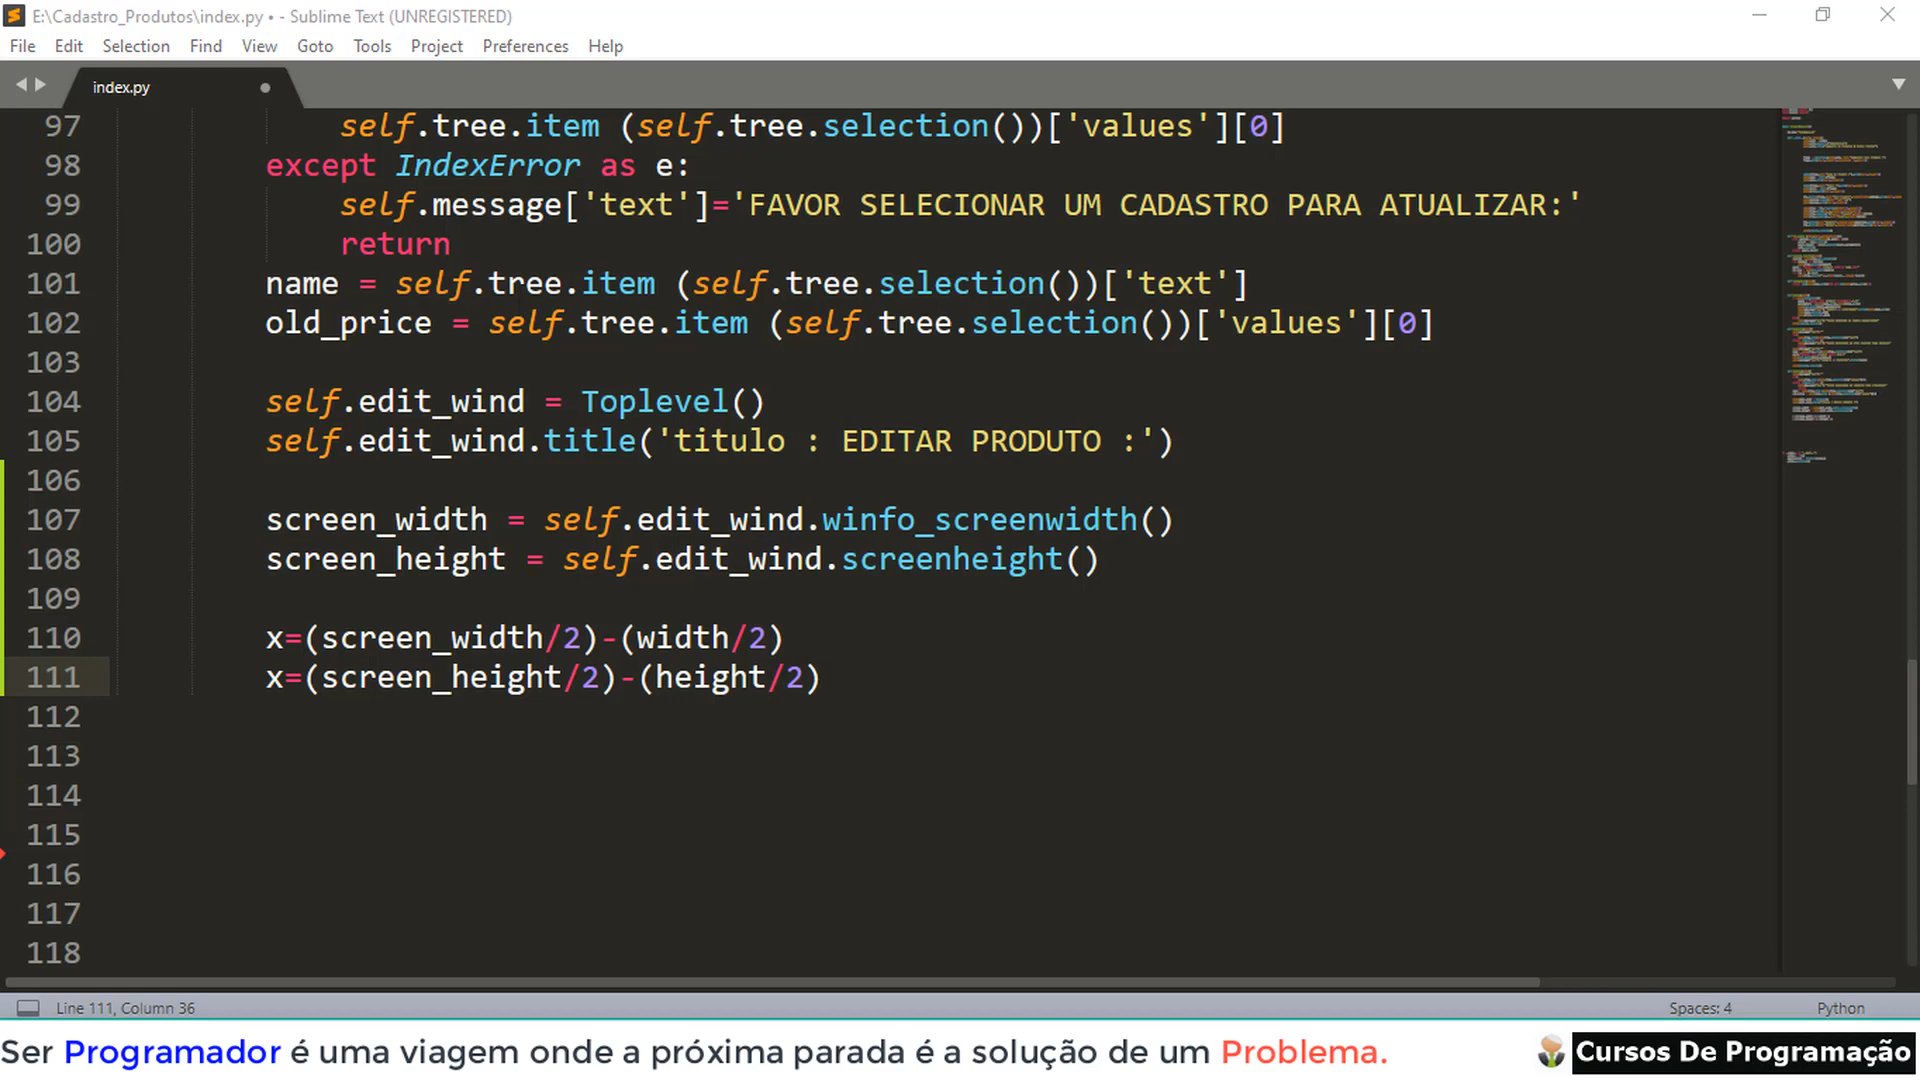 E:\Cadastro_Produtos\index.py • - Sublime Text (UNREGISTERED)
File Edit Selection Find View Goto Tools Project Preferences Help
index.py
97 self.tree.item (self.tree.selection())['values'][0]
98 except IndexError as e:
99 self.message['text']='FAVOR SELECIONAR UM CADASTRO PARA ATUALIZAR:'
100 return
101 name = self.tree.item (self.tree.selection())['text']
102 old_price = self.tree.item (self.tree.selection())['values'][0]
103
104 self.edit_wind = Toplevel()
105 self.edit_wind.title('titulo : EDITAR PRODUTO :')
106
107 screen_width = self.edit_wind.winfo_screenwidth()
108 screen_height = self.edit_wind.screenheight()
109
110 x=(screen_width/2)-(width/2)
111 x=(screen_height/2)-(height/2)
112
113
114
115
116
117
118
Line 111, Column 36 Spaces: 4 Python
Ser Programador é uma viagem onde a próxima parada é a solução de um Problema. Cursos De Programação